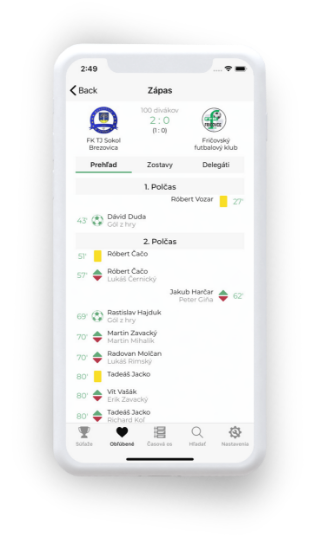 2:49
Back
Zápas
100 divákov
2:0
(1:0)
FK TJ Sokol
Brezovica
Fričovský
futbalový klub
Prehľad
Zostavy
Delegáti
1. Polčas
Róbert Vozar 27'
43' Dávid Duda
Gól z hry
2. Polčas
51' Róbert Čačo
57' Róbert Čačo
Lukáš Černický
Jakub Harčar 62'
Peter Giňa
69' Rastislav Hajduk
Gól z hry
70' Martin Zavacký
Martin Mihalik
70' Radovan Molčan
Lukáš Rimský
80' Tadeáš Jacko
80' Vít Vašák
Erik Zavacký
80' Tadeáš Jacko
Richard Kol
Súťaže
Obľúbené
Časová os
Hľadať
Nastavenia